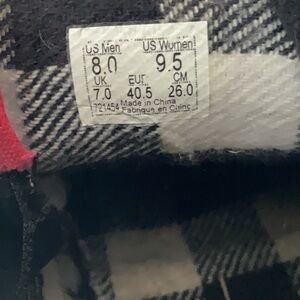 US Men US Women
8.0 9.5
UK EUR CM
7.0 40.5 26.0
721454 Made in China
Fabriqué en Chine